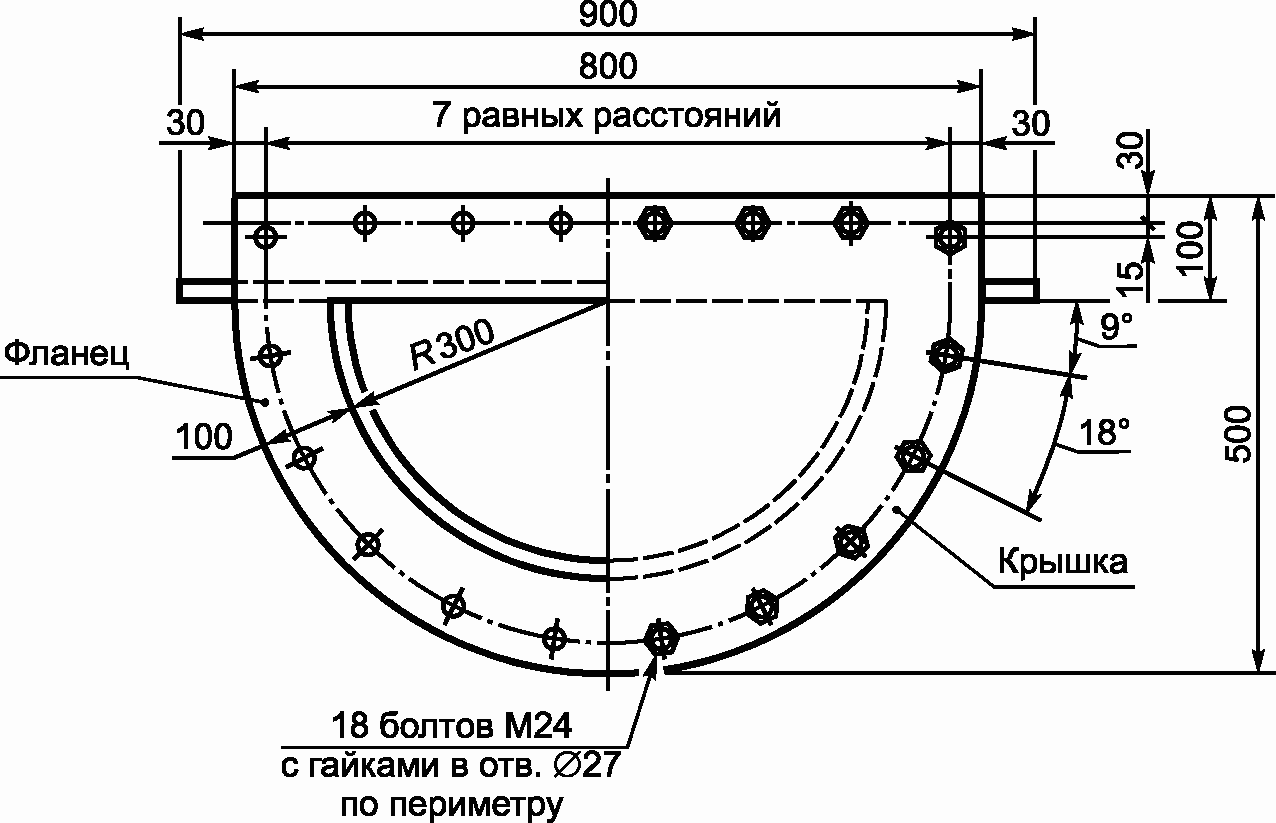 900
800
7 равных расстояний
30
30
30
100
15
9°
R300
Фланец
100
18°
500
Крышка
18 болтов М24
с гайками в отв. ∅27
по периметру